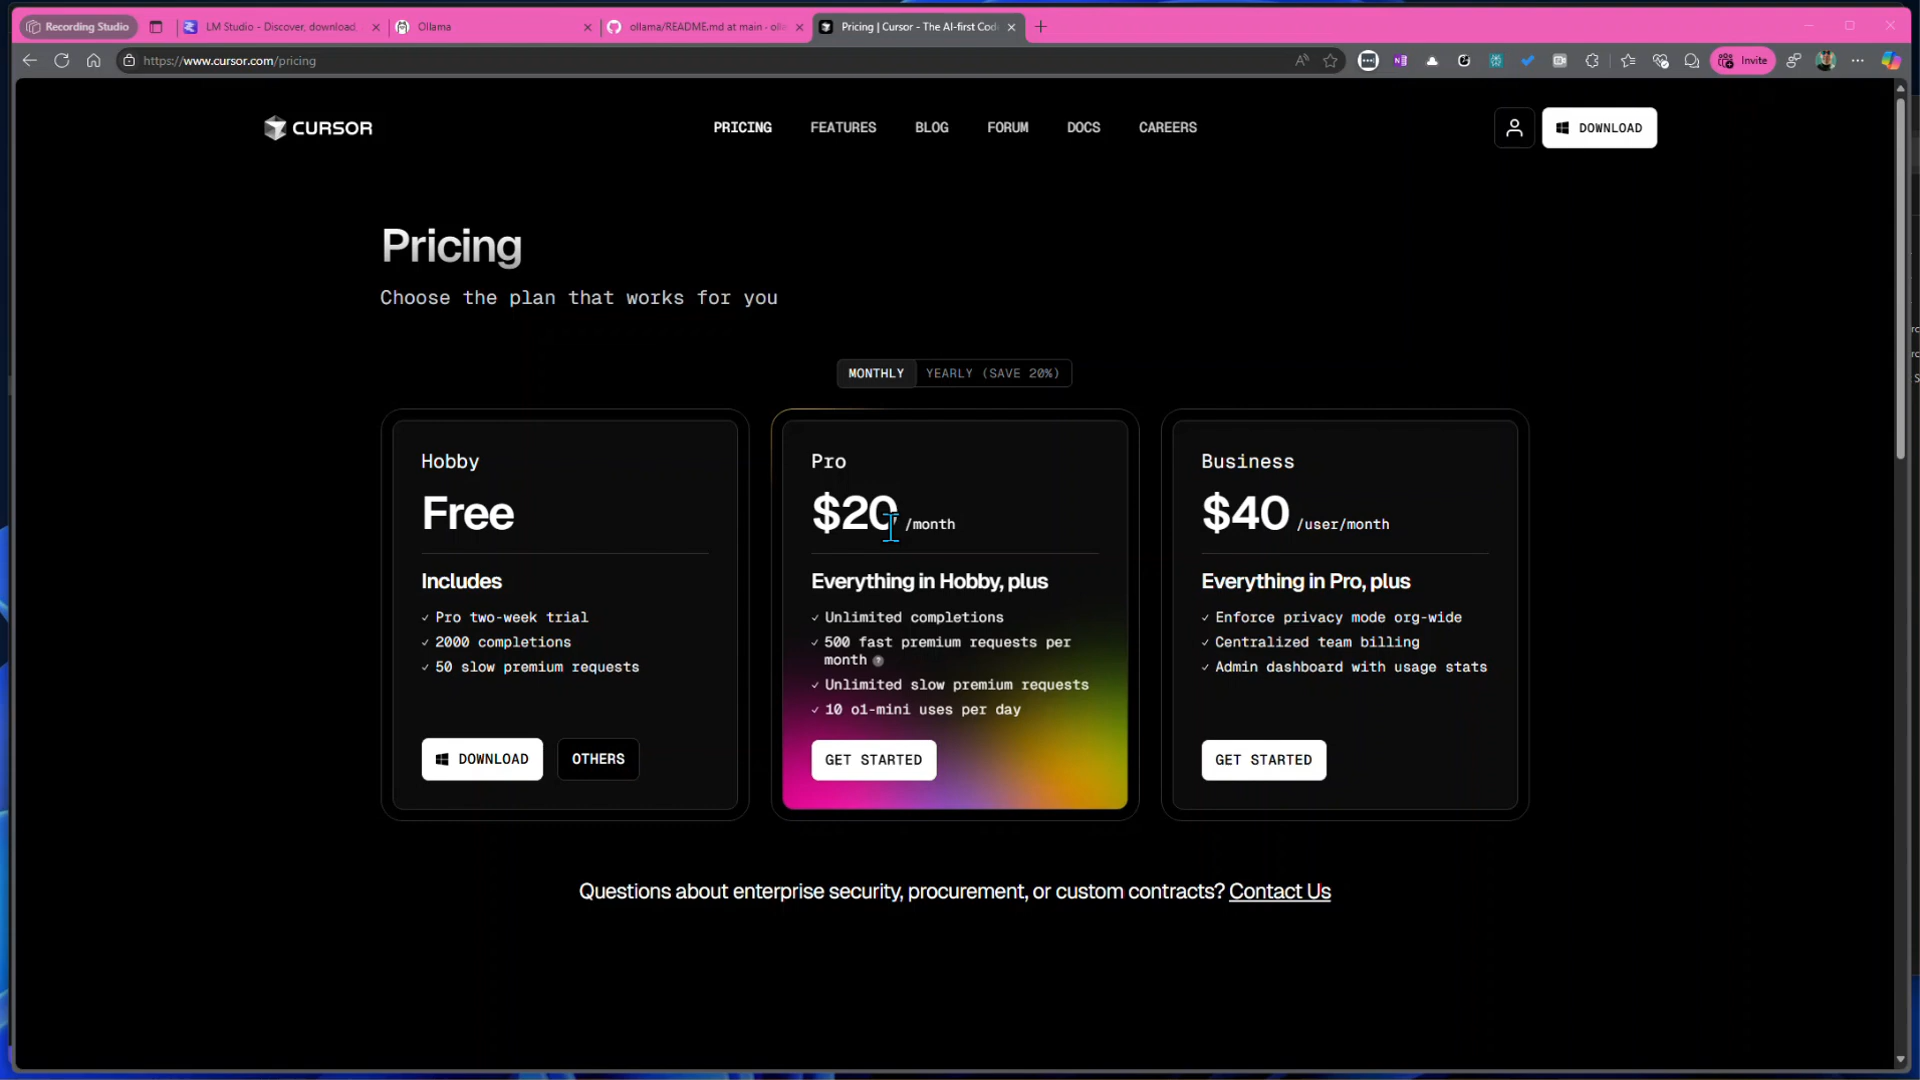 Recording Studio
LM Studio - Discover, download,
Ollama
ollama/README.md at main · oll
Pricing | Cursor - The AI-first Cod
https://www.cursor.com/pricing
Invite
CURSOR
PRICING
FEATURES
BLOG
FORUM
DOCS
CAREERS
DOWNLOAD
Pricing
Choose the plan that works for you
MONTHLY
YEARLY (SAVE 20%)
Hobby
Free
Includes
✓ Pro two-week trial
✓ 2000 completions
✓ 50 slow premium requests
DOWNLOAD
OTHERS
Pro
$20 /month
Everything in Hobby, plus
✓ Unlimited completions
✓ 500 fast premium requests per
month ?
✓ Unlimited slow premium requests
✓ 10 o1-mini uses per day
GET STARTED
Business
$40 /user/month
Everything in Pro, plus
✓ Enforce privacy mode org-wide
✓ Centralized team billing
✓ Admin dashboard with usage stats
GET STARTED
Questions about enterprise security, procurement, or custom contracts? Contact Us